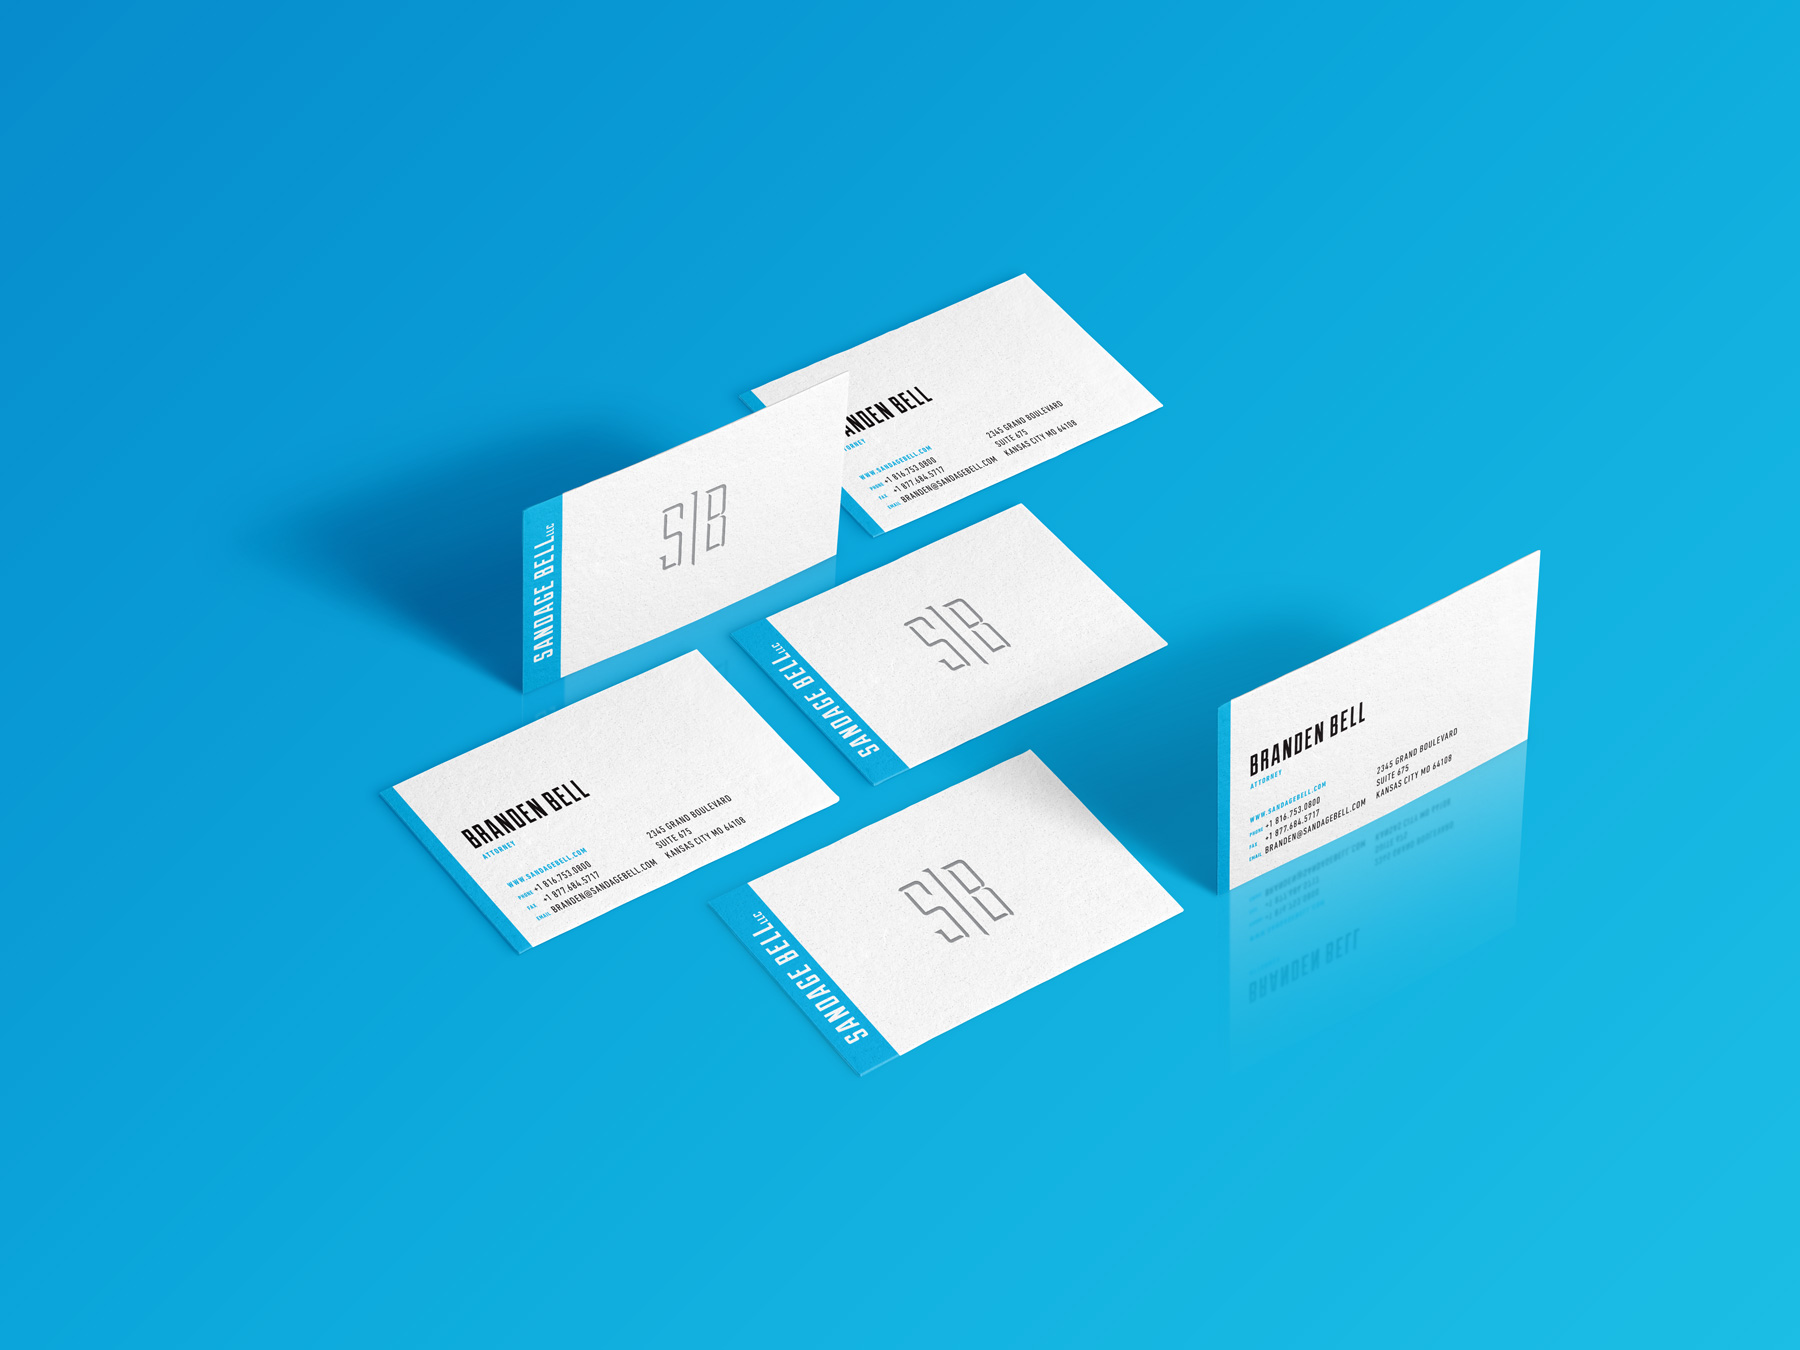 ANDEN BELL
ORNEY
WWW.SANDAGEBELL.COM
PHONE +1 816.753.0800
FAX +1 877.684.5717
EMAIL BRANDEN@SANDAGEBELL.COM
2345 GRAND BOULEVARD
SUITE 675
KANSAS CITY MO 64108
SANDAGE BELL LLC
S|B
SANDAGE BELL LLC
S|B
BRANDEN BELL
ATTORNEY
WWW.SANDAGEBELL.COM
PHONE +1 816.753.0800
FAX +1 877.684.5717
EMAIL BRANDEN@SANDAGEBELL.COM
2345 GRAND BOULEVARD
SUITE 675
KANSAS CITY MO 64108
BRANDEN BELL
ATTORNEY
WWW.SANDAGEBELL.COM
PHONE +1 816.753.0800
FAX +1 877.684.5717
EMAIL BRANDEN@SANDAGEBELL.COM
2345 GRAND BOULEVARD
SUITE 675
KANSAS CITY MO 64108
SANDAGE BELL LLC
S|B